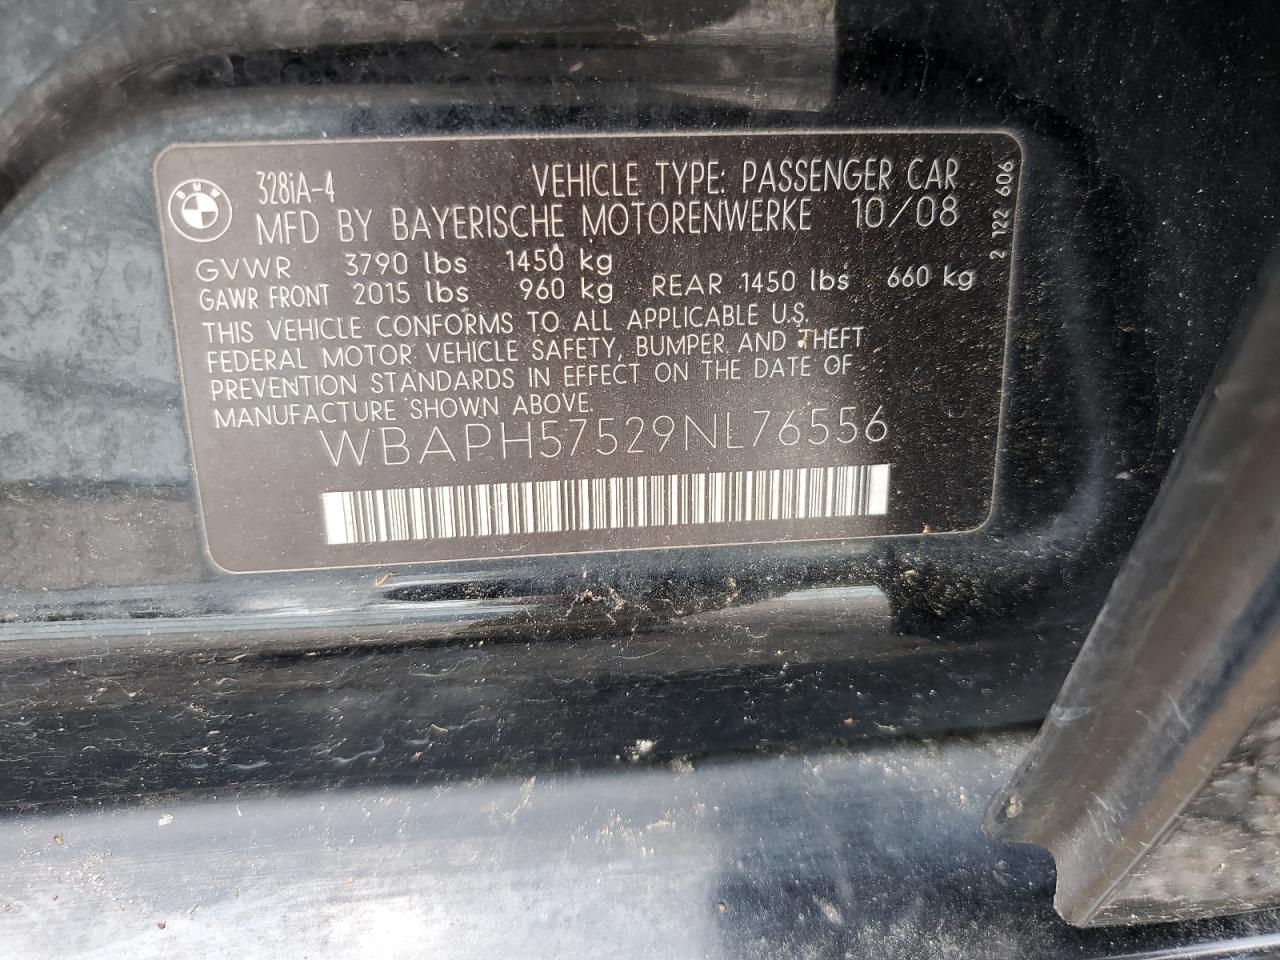 328iA-4 VEHICLE TYPE: PASSENGER CAR
BMW
MFD BY BAYERISCHE MOTORENWERKE 10/08
GVWR 3790 lbs 1450 kg
GAWR FRONT 2015 lbs 960 kg REAR 1450 lbs 660 kg
THIS VEHICLE CONFORMS TO ALL APPLICABLE U.S.
FEDERAL MOTOR VEHICLE SAFETY, BUMPER AND THEFT
PREVENTION STANDARDS IN EFFECT ON THE DATE OF
MANUFACTURE SHOWN ABOVE.
WBAPH57529NL76556
2 122 606